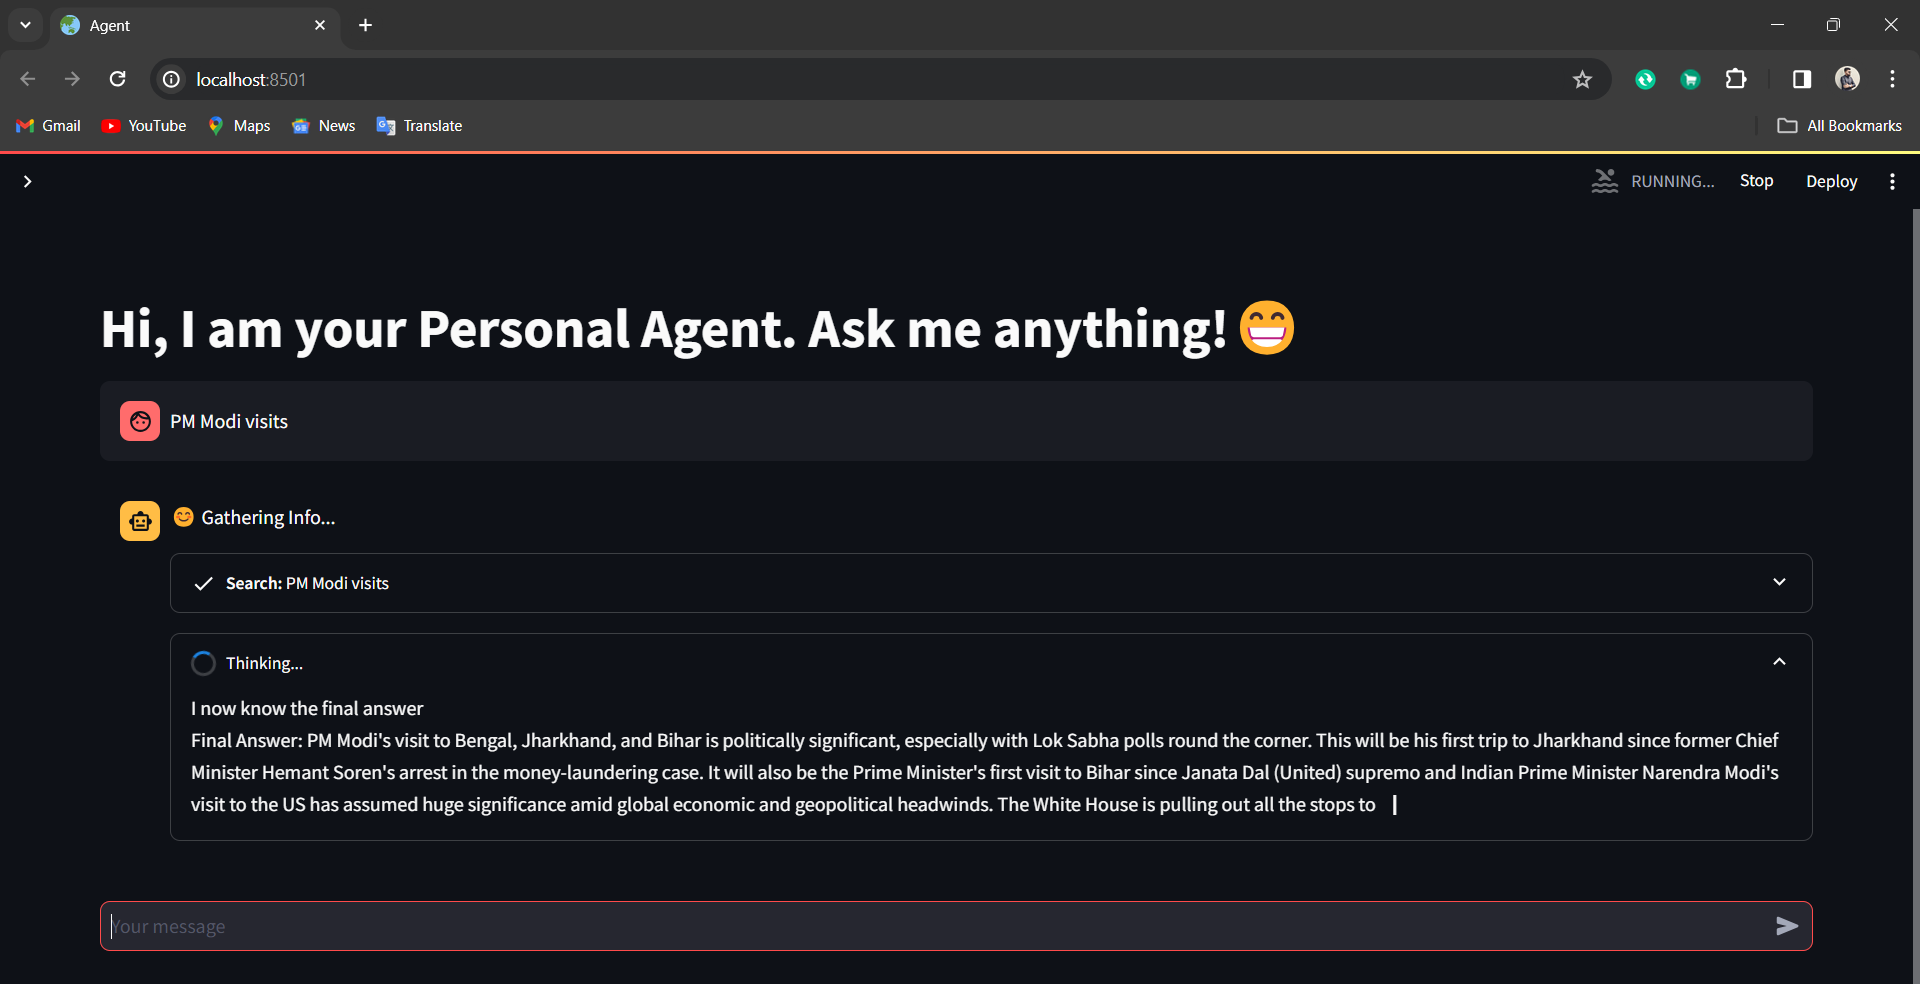 Agent
localhost:8501
Gmail YouTube Maps News Translate All Bookmarks
RUNNING... Stop Deploy
Hi, I am your Personal Agent. Ask me anything! 😁
PM Modi visits
😊 Gathering Info...
Search: PM Modi visits
Thinking...
I now know the final answer
Final Answer: PM Modi's visit to Bengal, Jharkhand, and Bihar is politically significant, especially with Lok Sabha polls round the corner. This will be his first trip to Jharkhand since former Chief
Minister Hemant Soren's arrest in the money-laundering case. It will also be the Prime Minister's first visit to Bihar since Janata Dal (United) supremo and Indian Prime Minister Narendra Modi's
visit to the US has assumed huge significance amid global economic and geopolitical headwinds. The White House is pulling out all the stops to
Your message